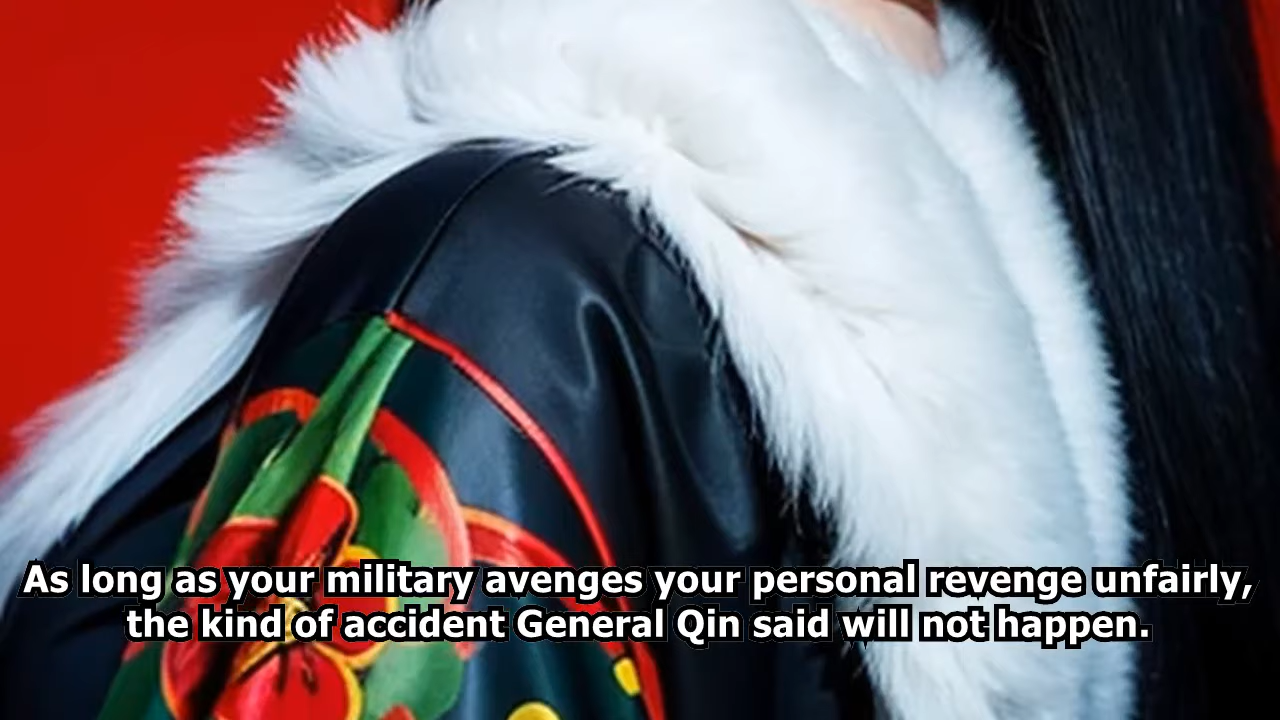 As long as your military avenges your personal revenge unfairly,
the kind of accident General Qin said will not happen.